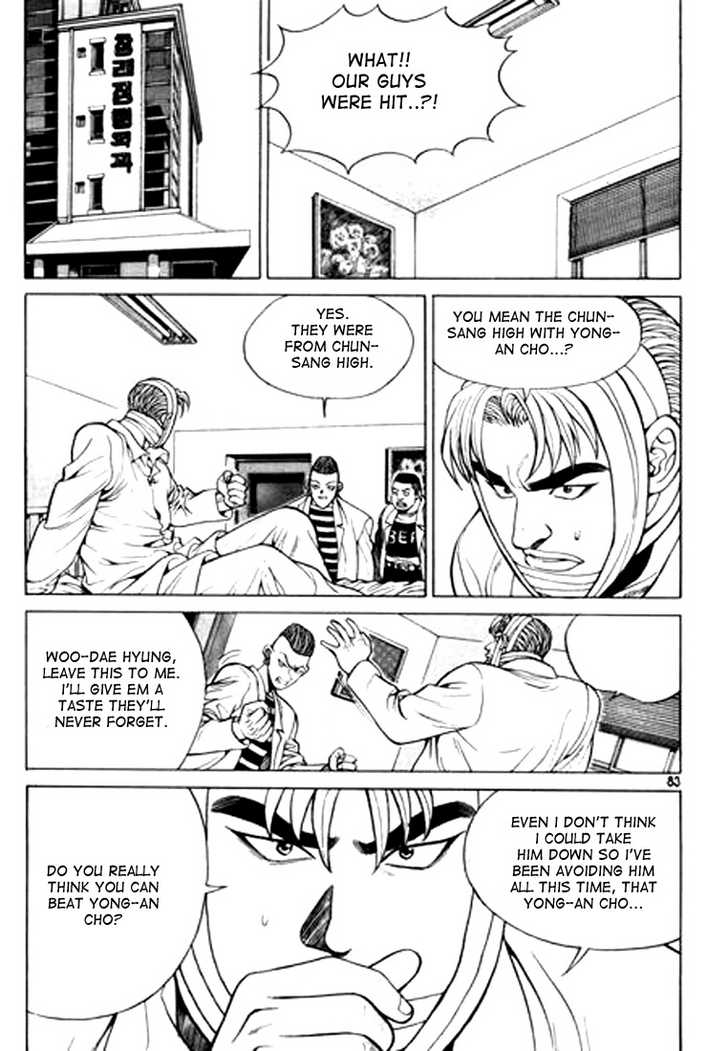 WHAT!!
OUR GUYS
WERE HIT..?!
YES.
THEY WERE
FROM CHUN-
SANG HIGH.
YOU MEAN THE CHUN-
SANG HIGH WITH YONG-
AN CHO...?
WOO-DAE HYUNG,
LEAVE THIS TO ME.
I'LL GIVE EM A
TASTE THEY'LL
NEVER FORGET.
83
DO YOU REALLY
THINK YOU CAN
BEAT YONG-AN
CHO?
EVEN I DON'T THINK
I COULD TAKE
HIM DOWN SO I'VE
BEEN AVOIDING HIM
ALL THIS TIME, THAT
YONG-AN CHO...